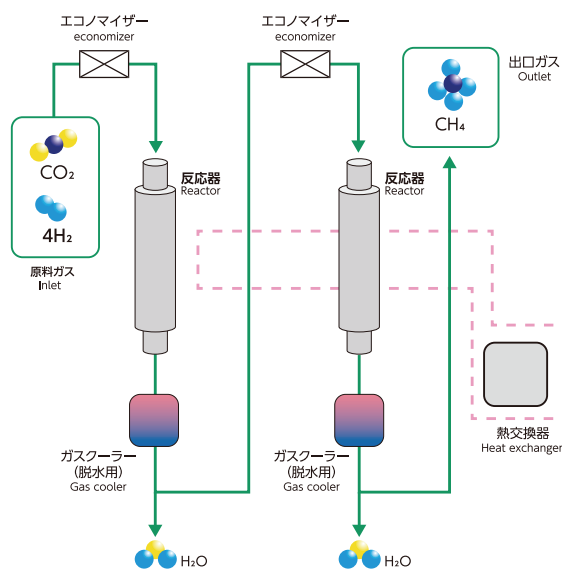 エコノマイザー
economizer
エコノマイザー
economizer
出口ガス
Outlet
CH₄
CO₂
4H₂
原料ガス
Inlet
反応器
Reactor
反応器
Reactor
熱交換器
Heat exchanger
ガスクーラー
（脱水用）
Gas cooler
ガスクーラー
（脱水用）
Gas cooler
H₂O
H₂O